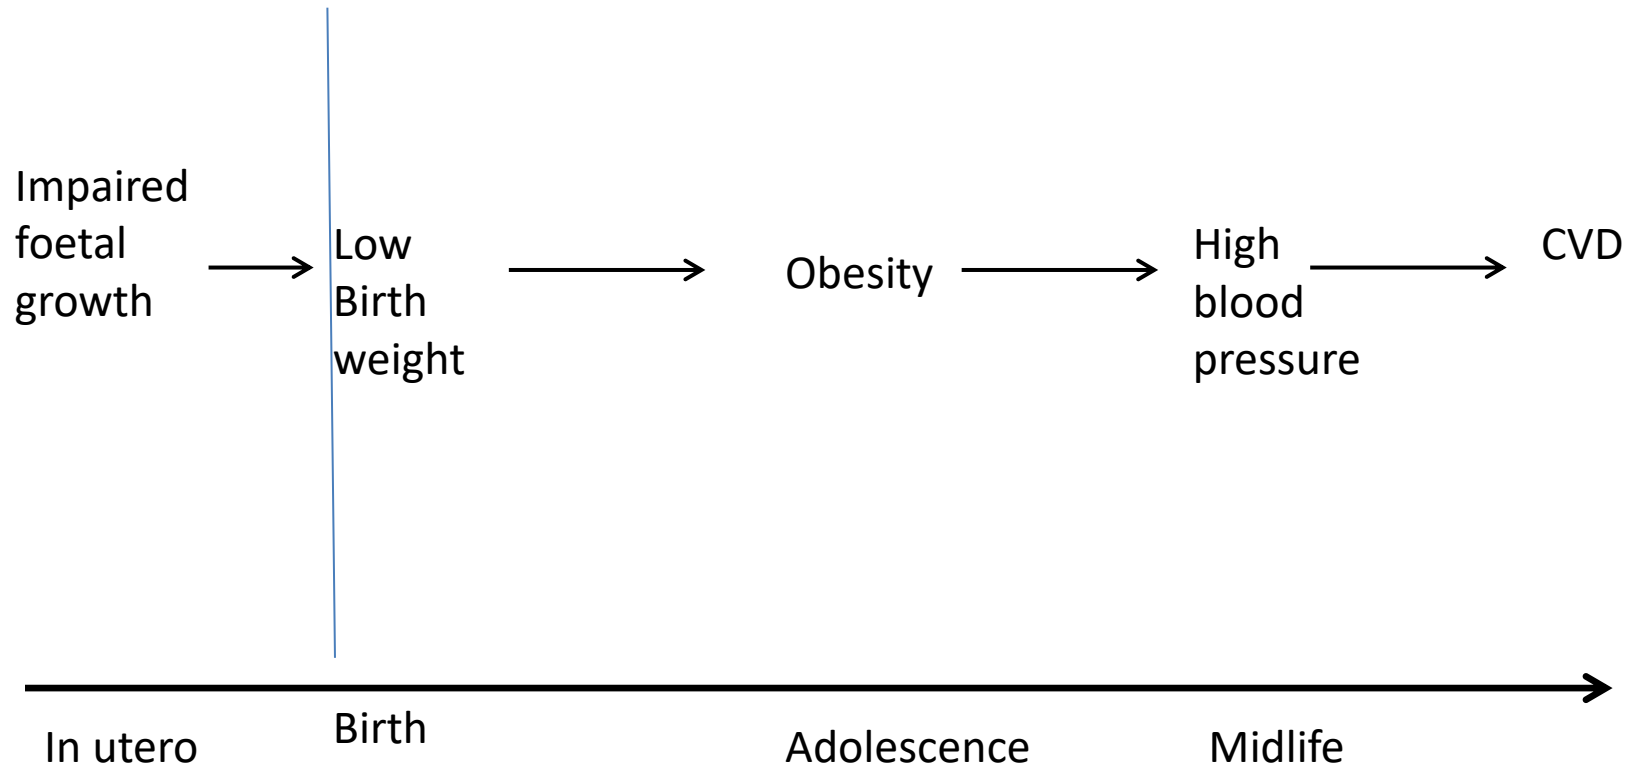 Impaired
foetal
growth
Low
Birth
weight
Obesity
High
blood
pressure
CVD
In utero
Birth
Adolescence
Midlife